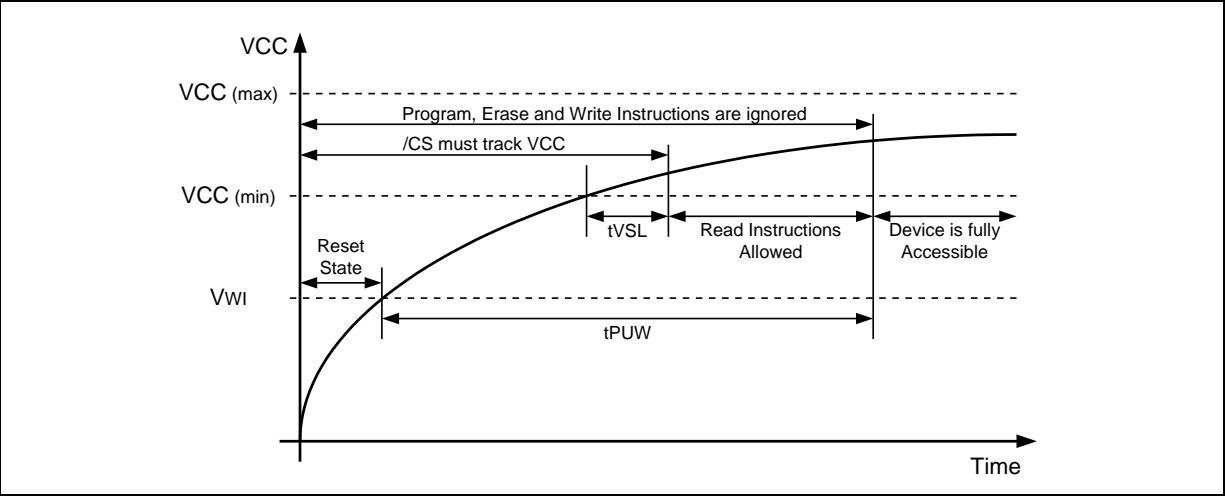 VCC
VCC (max)
Program, Erase and Write Instructions are ignored
/CS must track VCC
VCC (min)
tVSL
Read Instructions
Allowed
Device is fully
Accessible
Reset
State
VWI
tPUW
Time